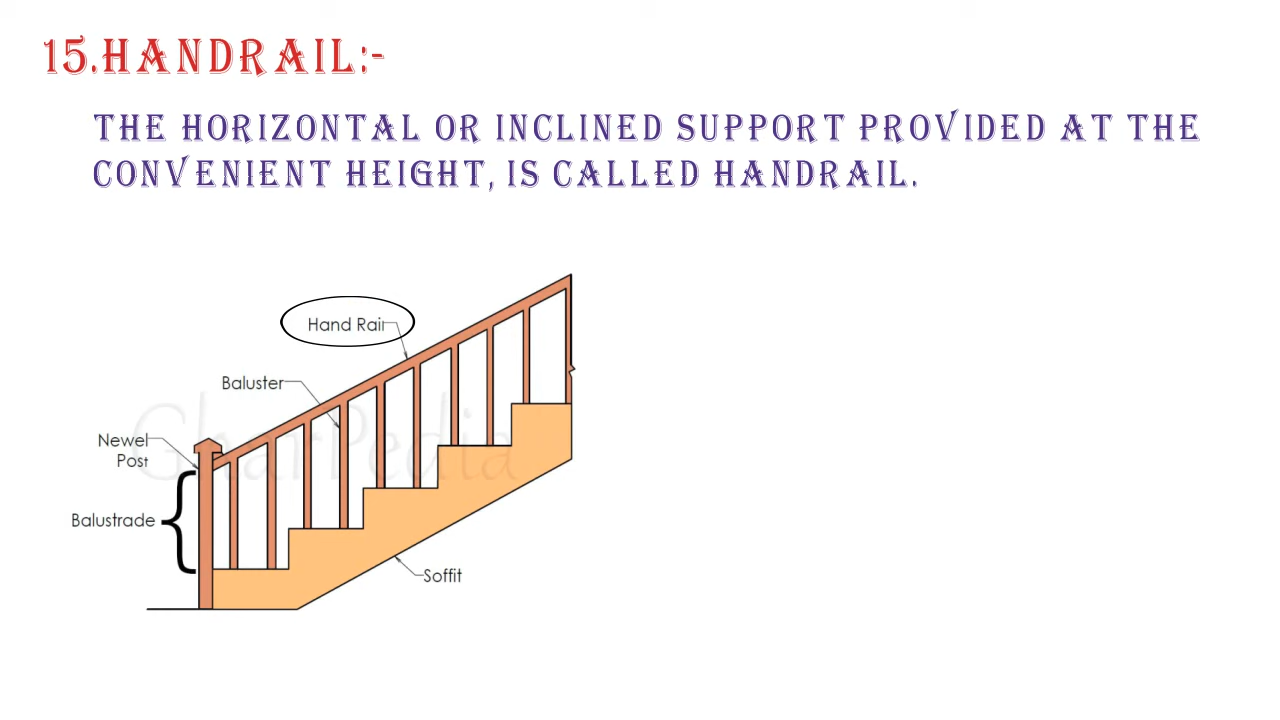 15.HANDRAIL:-
THE HORIZONTAL OR INCLINED SUPPORT PROVIDED AT THE
CONVENIENT HEIGHT, IS CALLED HANDRAIL.
Hand Rail
Baluster
Newel
Post
GharPedia
Balustrade
Soffit